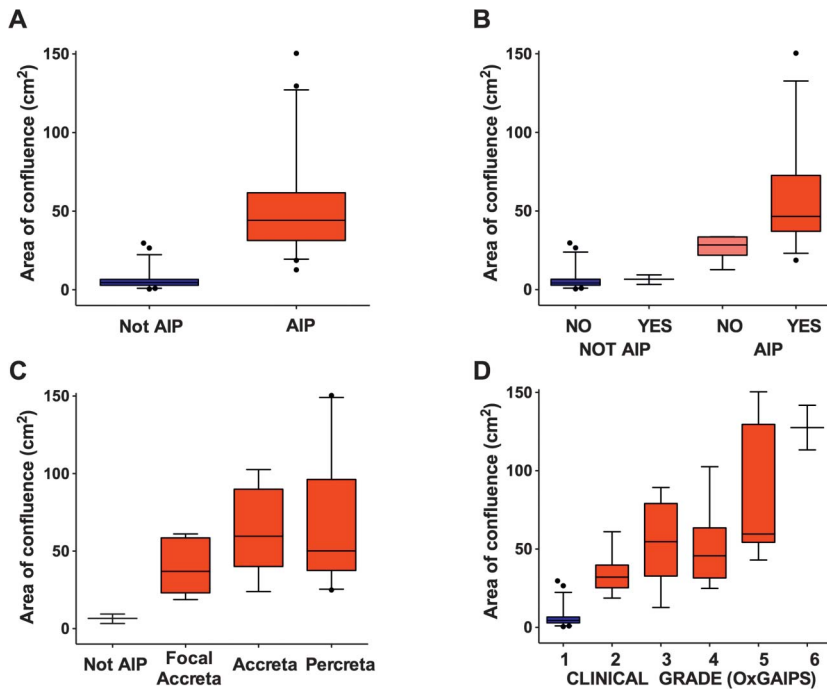 A
Area of confluence (cm²)
150
100
50
0
Not AIP AIP
B
Area of confluence (cm²)
150
100
50
0
NO YES NO YES
NOT AIP AIP
C
Area of confluence (cm²)
150
100
50
0
Not AIP Focal Accreta Percreta
Accreta
D
Area of confluence (cm²)
150
100
50
0
1 2 3 4 5 6
CLINICAL GRADE (OxGAIPS)